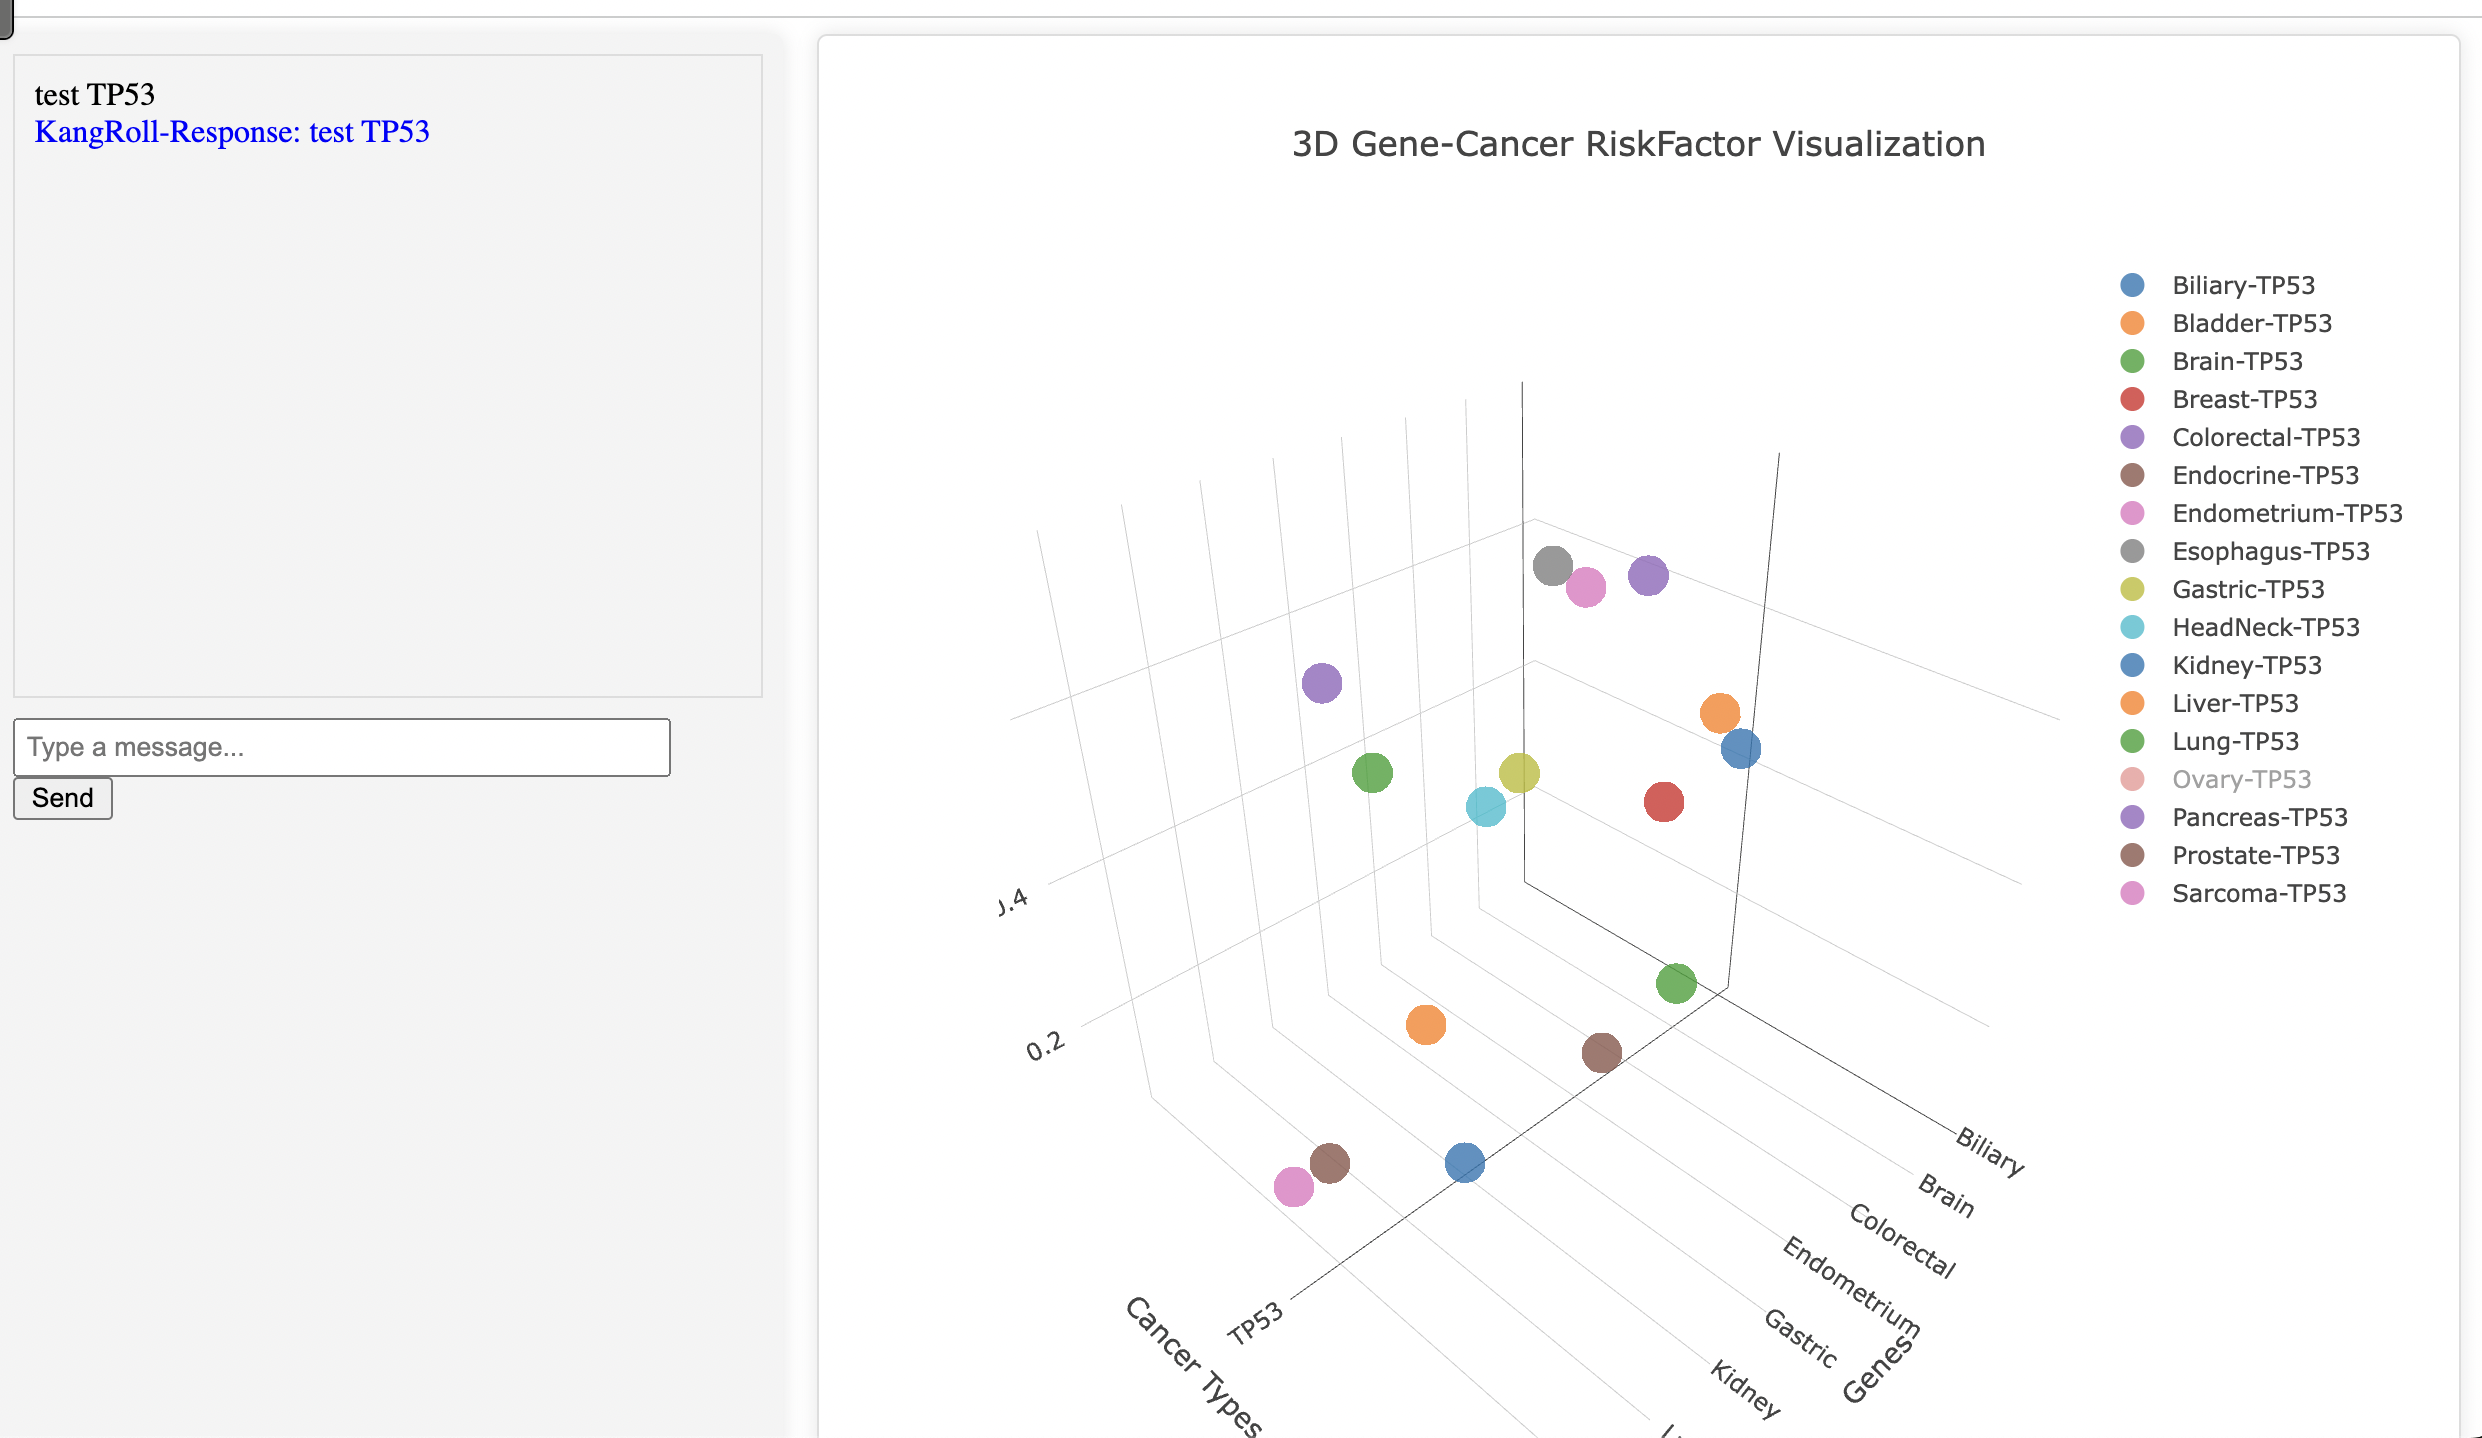 test TP53
KangRoll-Response: test TP53
Type a message...
Send
3D Gene-Cancer RiskFactor Visualization
Biliary-TP53
Bladder-TP53
Brain-TP53
Breast-TP53
Colorectal-TP53
Endocrine-TP53
Endometrium-TP53
Esophagus-TP53
Gastric-TP53
HeadNeck-TP53
Kidney-TP53
Liver-TP53
Lung-TP53
Ovary-TP53
Pancreas-TP53
Prostate-TP53
Sarcoma-TP53
0.2
Biliary
Brain
Colorectal
Endometrium
Gastric
Kidney
Genes
TP53
Cancer Types